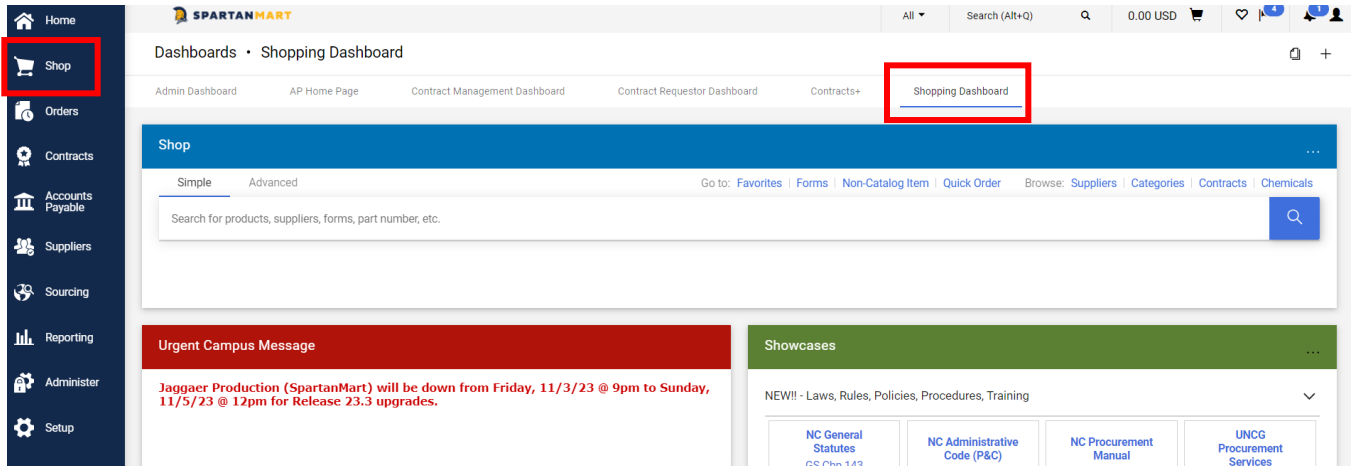 Home
Shop
Orders
Contracts
Accounts
Payable
Suppliers
Sourcing
Reporting
Administer
Setup
SPARTANMART
All
Search (Alt+Q)
0.00 USD
4
1
Dashboards • Shopping Dashboard
Admin Dashboard
AP Home Page
Contract Management Dashboard
Contract Requestor Dashboard
Contracts+
Shopping Dashboard
Shop
...
Simple
Advanced
Go to: Favorites | Forms | Non-Catalog Item | Quick Order
Browse: Suppliers | Categories | Contracts | Chemicals
Search for products, suppliers, forms, part number, etc.
Urgent Campus Message
Jaggaer Production (SpartanMart) will be down from Friday, 11/3/23 @ 9pm to Sunday,
11/5/23 @ 12pm for Release 23.3 upgrades.
Showcases
...
NEW!! - Laws, Rules, Policies, Procedures, Training
NC General
Statutes
GS Chp 143
NC Administrative
Code (P&C)
NC Procurement
Manual
UNCG
Procurement
Services